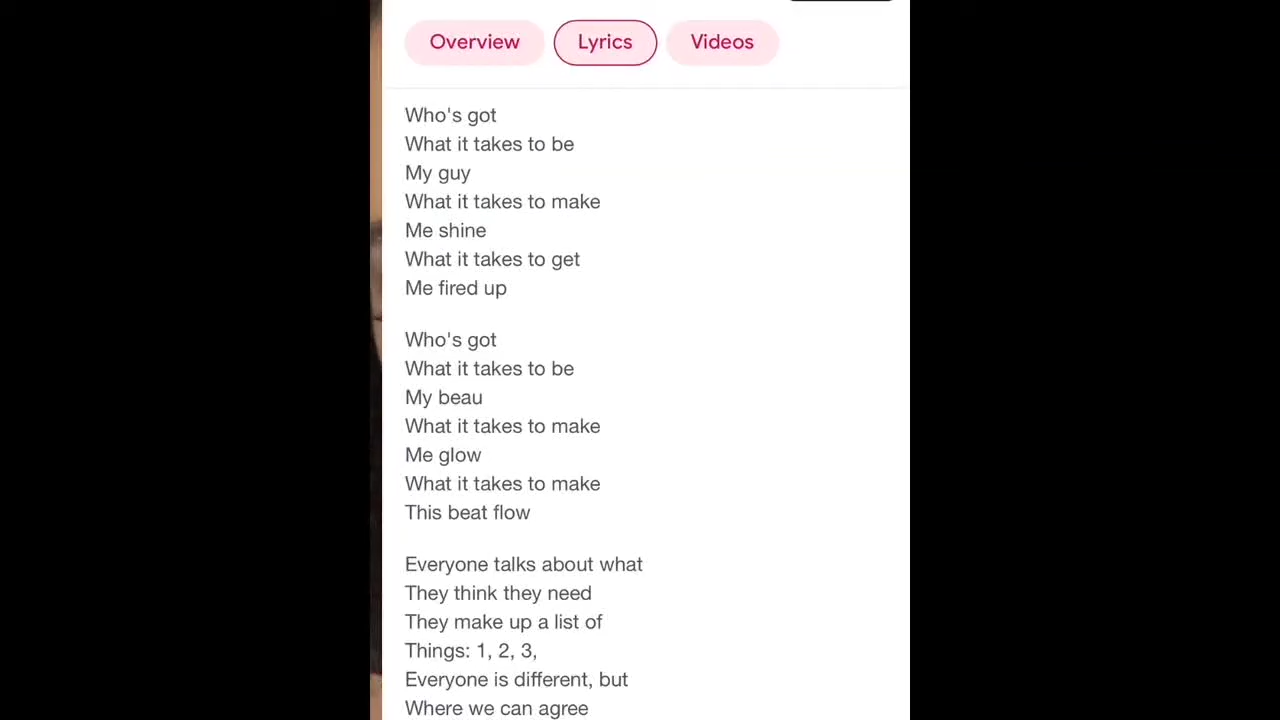 Overview Lyrics Videos
Who's got
What it takes to be
My guy
What it takes to make
Me shine
What it takes to get
Me fired up
Who's got
What it takes to be
My beau
What it takes to make
Me glow
What it takes to make
This beat flow
Everyone talks about what
They think they need
They make up a list of
Things: 1, 2, 3,
Everyone is different, but
Where we can agree